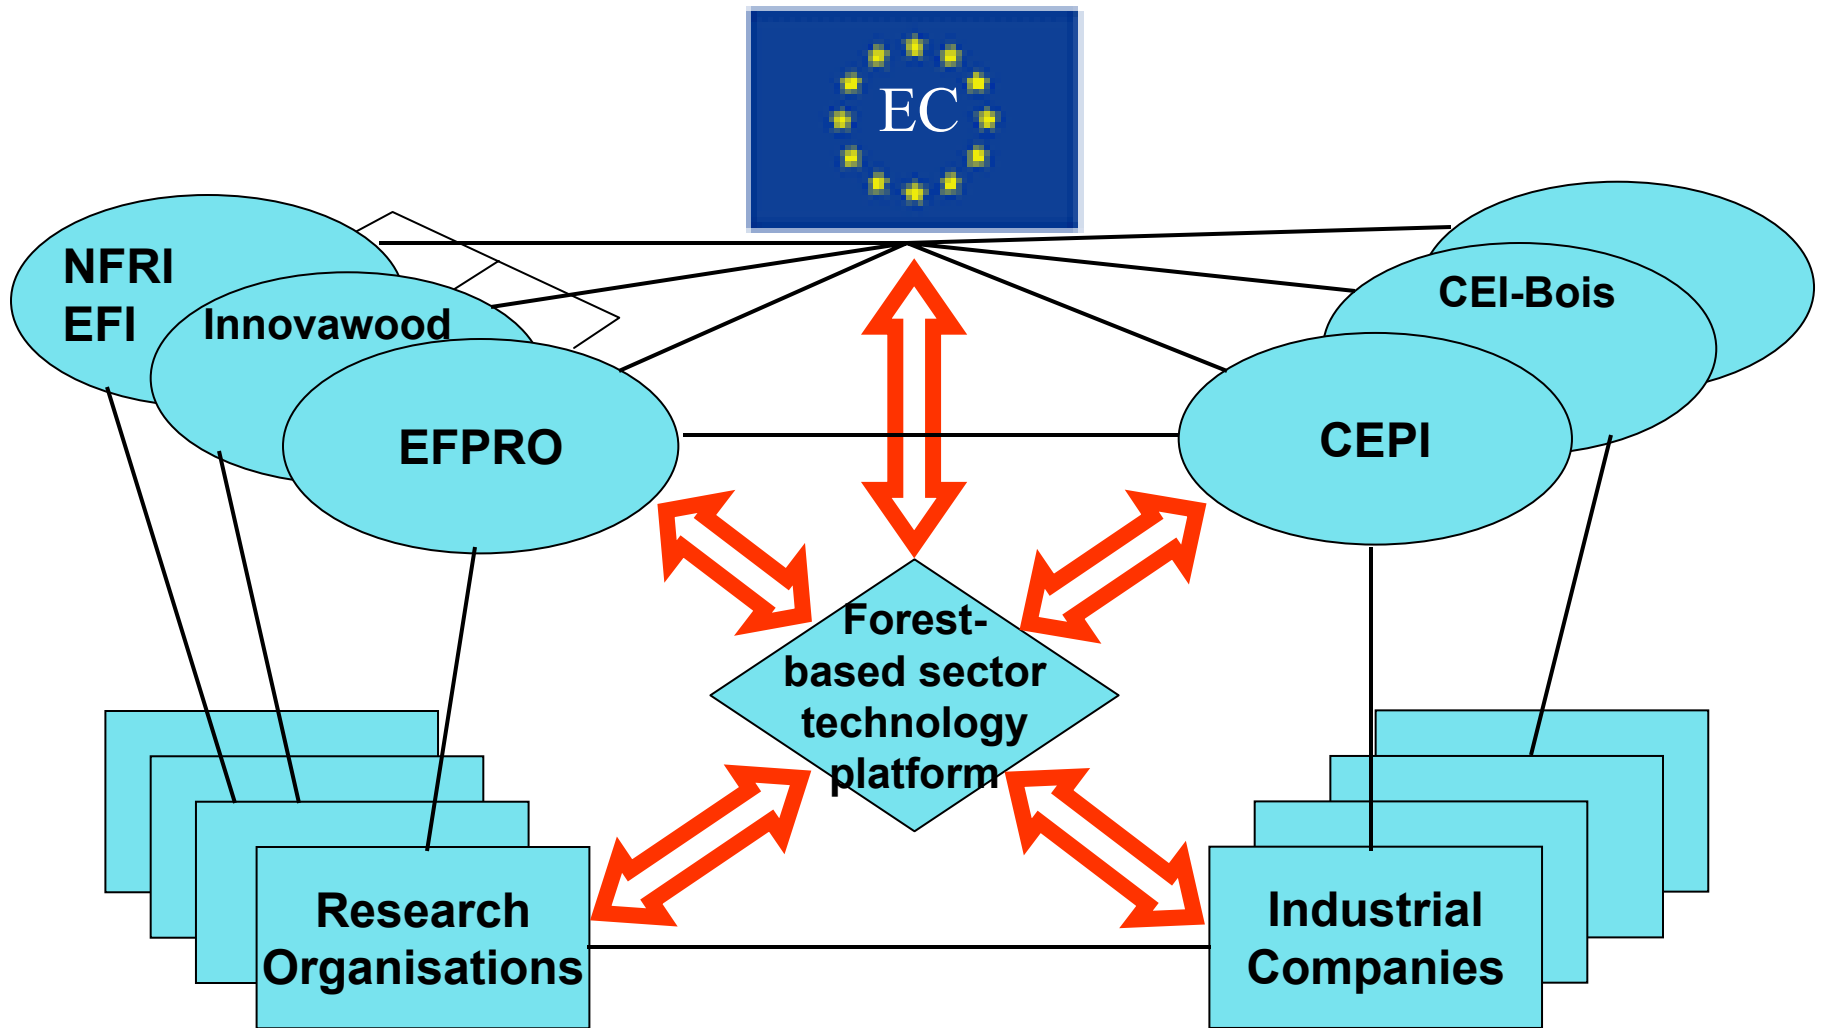 EC
NFRI
EFI
Innovawood
EFPRO
CEI-Bois
CEPI
Forest-
based sector
technology
platform
Research
Organisations
Industrial
Companies